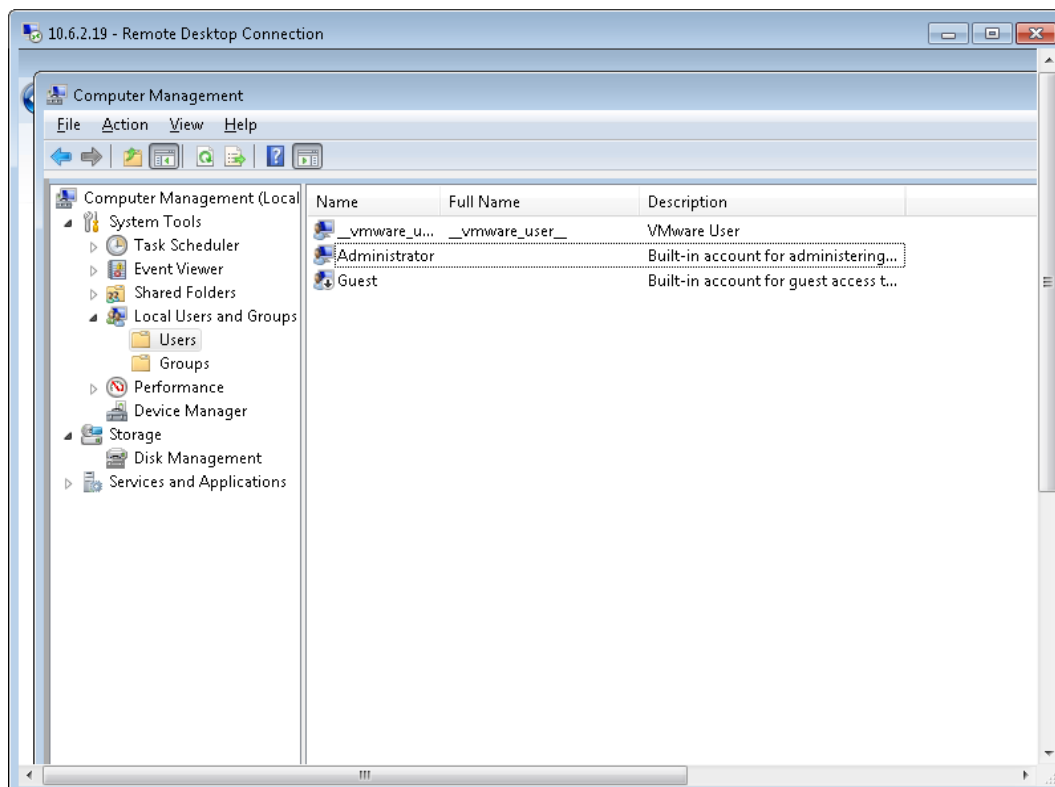 10.6.2.19 - Remote Desktop Connection
Computer Management
File Action View Help
Computer Management (Local
System Tools
Task Scheduler
Event Viewer
Shared Folders
Local Users and Groups
Users
Groups
Performance
Device Manager
Storage
Disk Management
Services and Applications
Name Full Name Description
__vmware_u... __vmware_user__ VMware User
Administrator Built-in account for administering...
Guest Built-in account for guest access t...